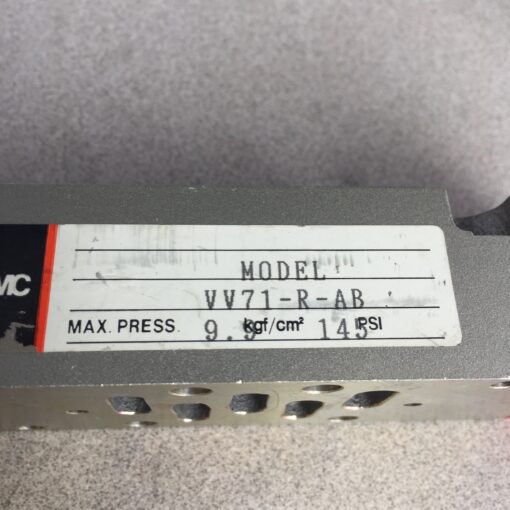 MC
MODEL
VV71-R-AB
MAX. PRESS. 9.9 kgf/cm² 145 PSI